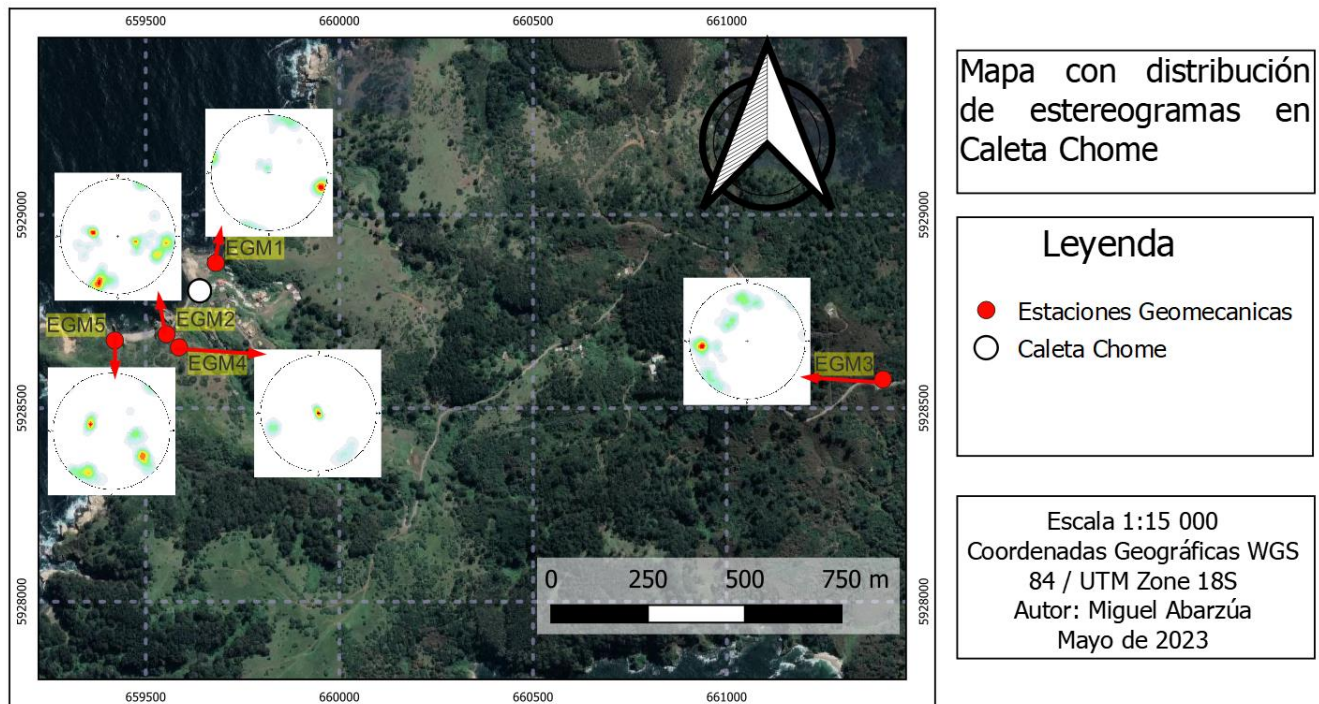 659500
660000
660500
661000
5929000
5928500
5928000
5929000
5928500
5928000
EGM1
EGM2
EGM5
EGM4
EGM3
0 250 500 750 m
659500
660000
660500
661000
Mapa con distribución
de estereogramas en
Caleta Chome
Leyenda
Estaciones Geomecanicas
Caleta Chome
Escala 1:15 000
Coordenadas Geográficas WGS
84 / UTM Zone 18S
Autor: Miguel Abarzúa
Mayo de 2023